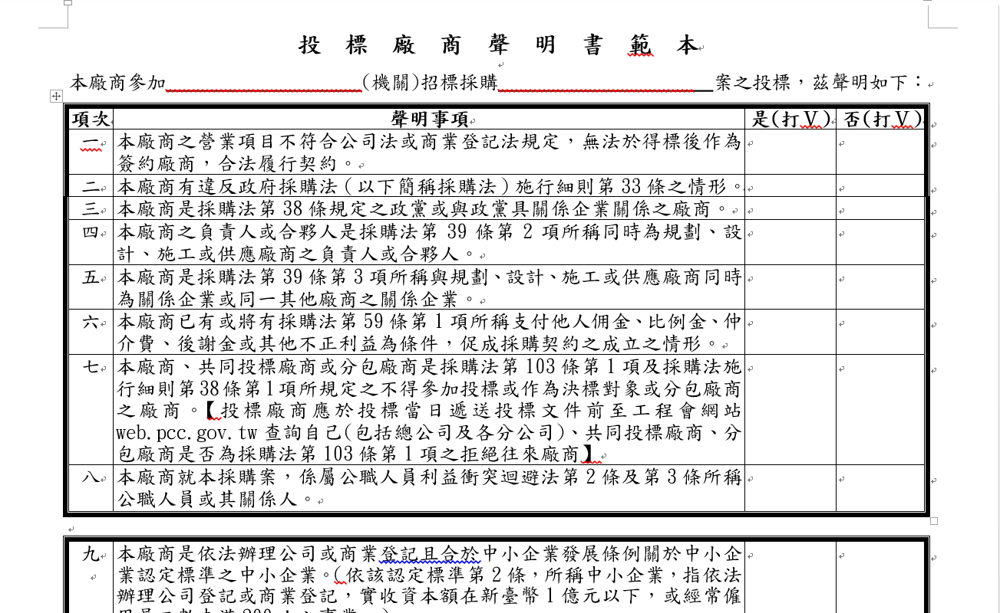 投標廠商聲明書範本
本廠商參加 (機關)招標採購 案之投標，茲聲明如下：
項次 聲明事項 是(打V) 否(打V)
一 本廠商之營業項目不符合公司法或商業登記法規定，無法於得標後作為
簽約廠商，合法履行契約。
二 本廠商有違反政府採購法（以下簡稱採購法）施行細則第33條之情形。
三 本廠商是採購法第38條規定之政黨或與政黨具關係企業關係之廠商。
四 本廠商之負責人或合夥人是採購法第 39 條第 2 項所稱同時為規劃、設
計、施工或供應廠商之負責人或合夥人。
五 本廠商是採購法第39條第3項所稱與規劃、設計、施工或供應廠商同時
為關係企業或同一其他廠商之關係企業。
六 本廠商已有或將有採購法第59條第1項所稱支付他人佣金、比例金、仲
介費、後謝金或其他不正利益為條件，促成採購契約之成立之情形。
七 本廠商、共同投標廠商或分包廠商是採購法第103條第1項及採購法施
行細則第38條第1項所規定之不得參加投標或作為決標對象或分包廠商
之廠商。【投標廠商應於投標當日遞送投標文件前至工程會網站
web.pcc.gov.tw查詢自己(包括總公司及各分公司)、共同投標廠商、分
包廠商是否為採購法第103條第1項之拒絕往來廠商】
八 本廠商就本採購案，係屬公職人員利益衝突迴避法第2條及第3條所稱
公職人員或其關係人。
九 本廠商是依法辦理公司或商業登記且合於中小企業發展條例關於中小企
業認定標準之中小企業。(依該認定標準第2條，所稱中小企業，指依法
辦理公司登記或商業登記，實收資本額在新臺幣1億元以下，或經常僱